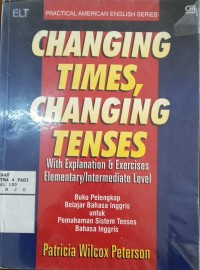 ELT
PRACTICAL AMERICAN ENGLISH SERIES
CHANGING
TIMES,
CHANGING
TENSES
With Explanation & Exercises
Elementary/Intermediate Level
Buku Pelengkap
Belajar Bahasa Inggris
untuk
Pemahaman Sistem Tenses
Bahasa Inggris
Patricia Wilcox Peterson